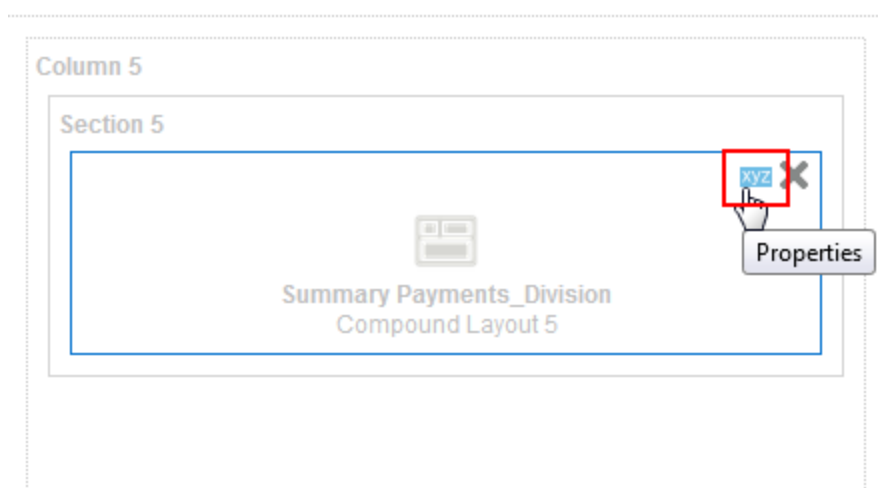 Column 5
Section 5
xyz
Properties
Summary Payments_Division
Compound Layout 5